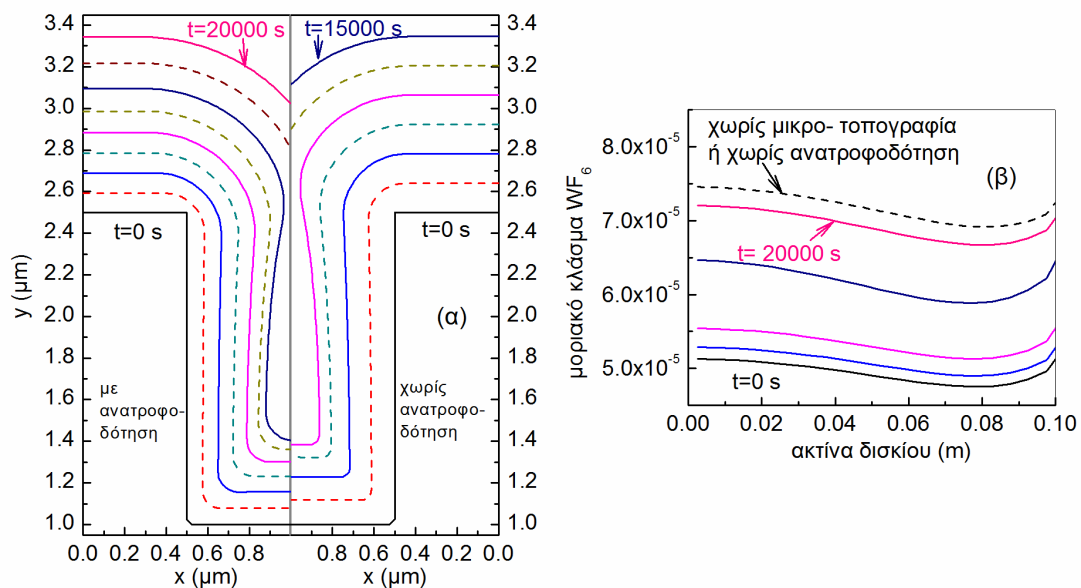 3.4
3.2
3.0
2.8
2.6
2.4
2.2
2.0
1.8
1.6
1.4
1.2
1.0
y (μm)
t=20000 s
t=15000 s
t=0 s
t=0 s
(α)
με
ανατροφο-
δότηση
χωρίς
ανατροφο-
δότηση
3.4
3.2
3.0
2.8
2.6
2.4
2.2
2.0
1.8
1.6
1.4
1.2
1.0
0.0 0.2 0.4 0.6 0.8 0.8 0.6 0.4 0.2 0.0
x (μm) x (μm)
8.0x10⁻⁵
7.0x10⁻⁵
6.0x10⁻⁵
5.0x10⁻⁵
μοριακό κλάσμα WF₆
χωρίς μικρο- τοπογραφία
ή χωρίς ανατροφοδότηση
(β)
t= 20000 s
t=0 s
0.00 0.02 0.04 0.06 0.08 0.10
ακτίνα δισκίου (m)